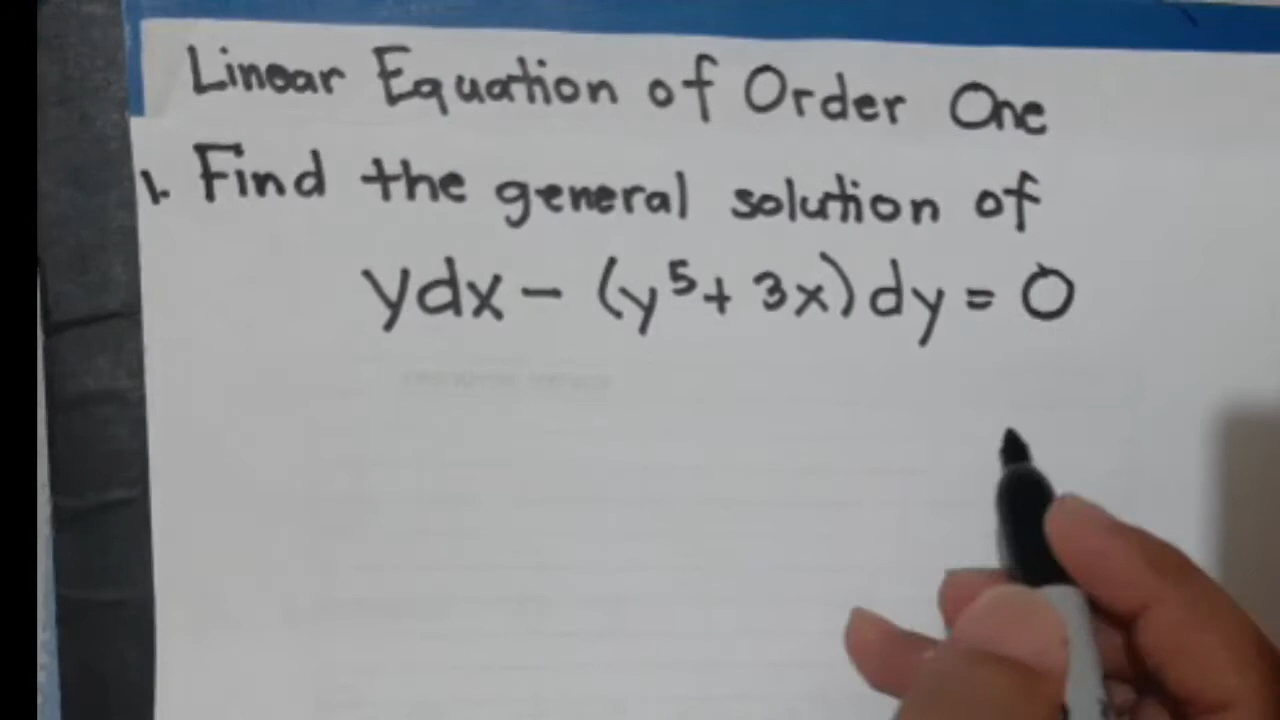 Linear Equation of Order One
1. Find the general solution of
ydx - (y⁵ + 3x)dy = 0